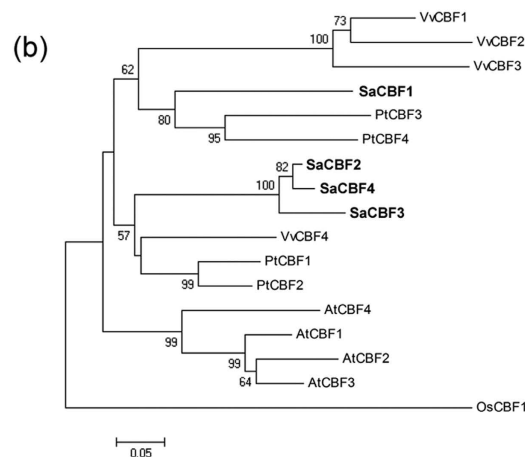 (b)
73
VvCBF1
VvCBF2
100
VvCBF3
62
SaCBF1
80
PtCBF3
95
PtCBF4
82
SaCBF2
100
SaCBF4
SaCBF3
57
VvCBF4
PtCBF1
99
PtCBF2
AtCBF4
99
AtCBF1
99
AtCBF2
64
AtCBF3
OsCBF1
0.05